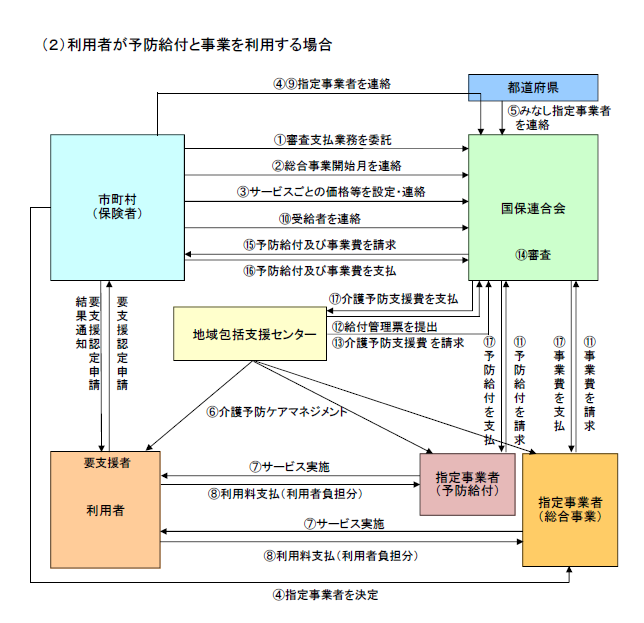 （２）利用者が予防給付と事業を利用する場合
④⑨指定事業者を連絡
都道府県
⑤みなし指定事業者
を連絡
①審査支払業務を委託
②総合事業開始月を連絡
③サービスごとの価格等を設定・連絡
⑩受給者を連絡
⑮予防給付及び事業費を請求
⑯予防給付及び事業費を支払
市町村
（保険者）
国保連合会
⑭審査
⑰介護予防支援費を支払
⑫給付管理票を提出
⑬介護予防支援費を請求
地域包括支援センター
要支援認定申請
結果通知
要支援認定申請
⑰予防給付を支払
⑪予防給付を請求
⑰事業費を支払
⑪事業費を請求
⑥介護予防ケアマネジメント
要支援者
利用者
⑦サービス実施
⑧利用料支払（利用者負担分）
指定事業者
（予防給付）
⑦サービス実施
⑧利用料支払（利用者負担分）
指定事業者
（総合事業）
④指定事業者を決定